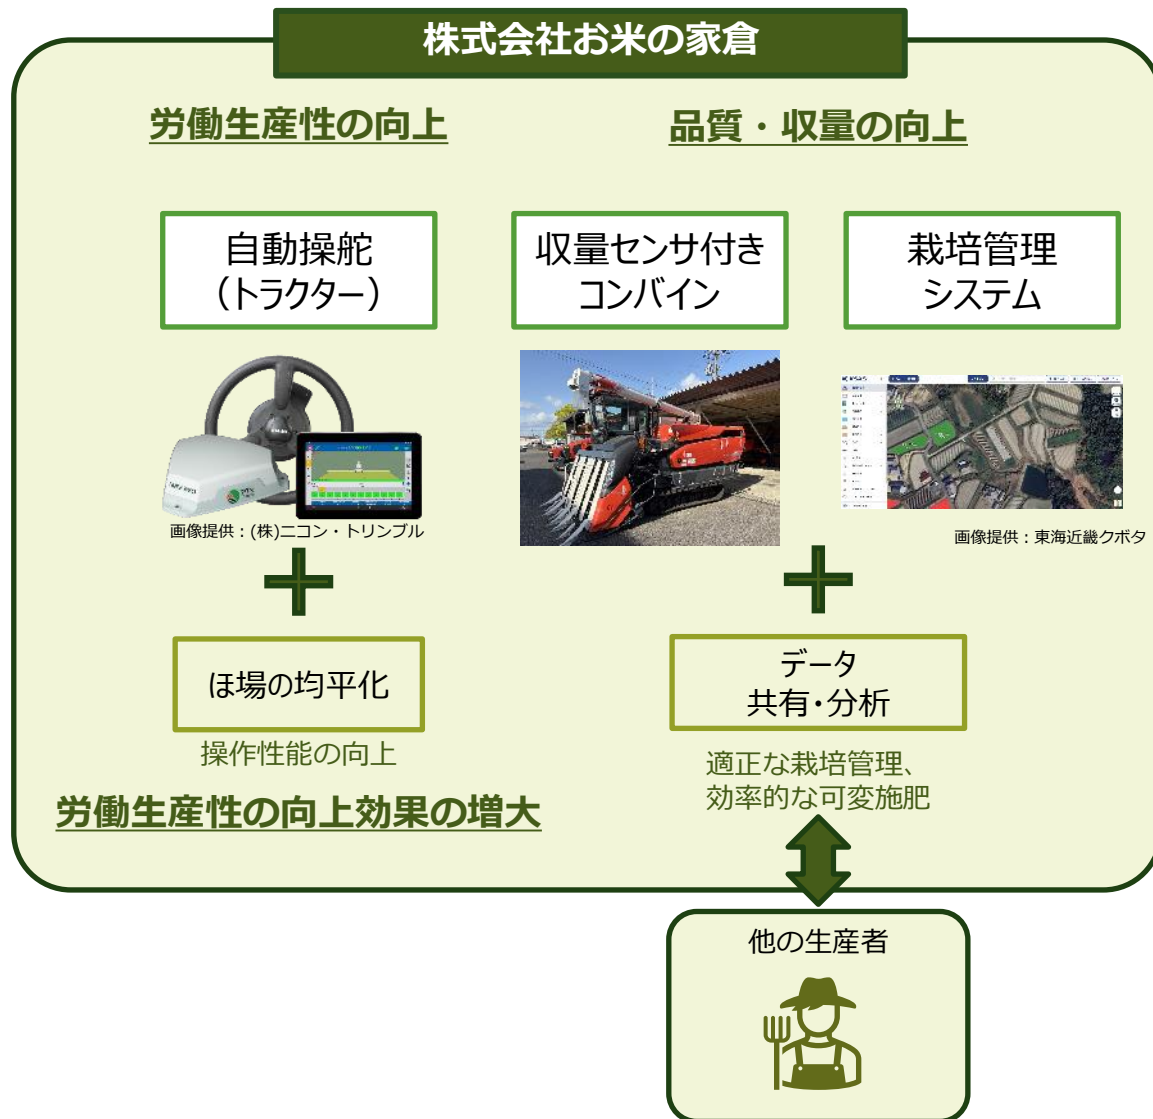 株式会社お米の家倉
労働生産性の向上
品質・収量の向上
自動操舵
（トラクター）
収量センサ付き
コンバイン
栽培管理
システム
画像提供：(株)ニコン・トリンブル
画像提供：東海近畿クボタ
ほ場の均平化
データ
共有・分析
操作性能の向上
適正な栽培管理、
効率的な可変施肥
労働生産性の向上効果の増大
他の生産者